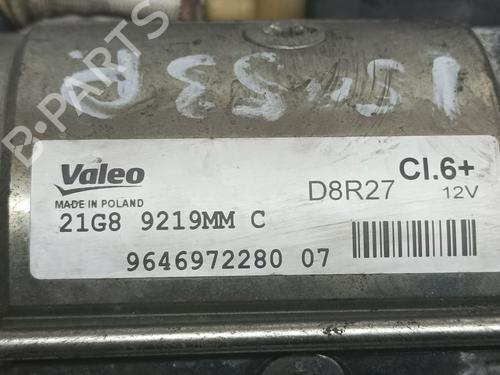 B-PARTS
Valeo
MADE IN POLAND
D8R27
Cl.6+
12V
21G8 9219MM C
9646972280 07